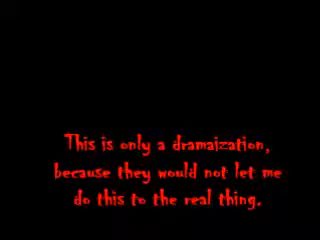 This is only a dramaization,
because they would not let me
do this to the real thing.